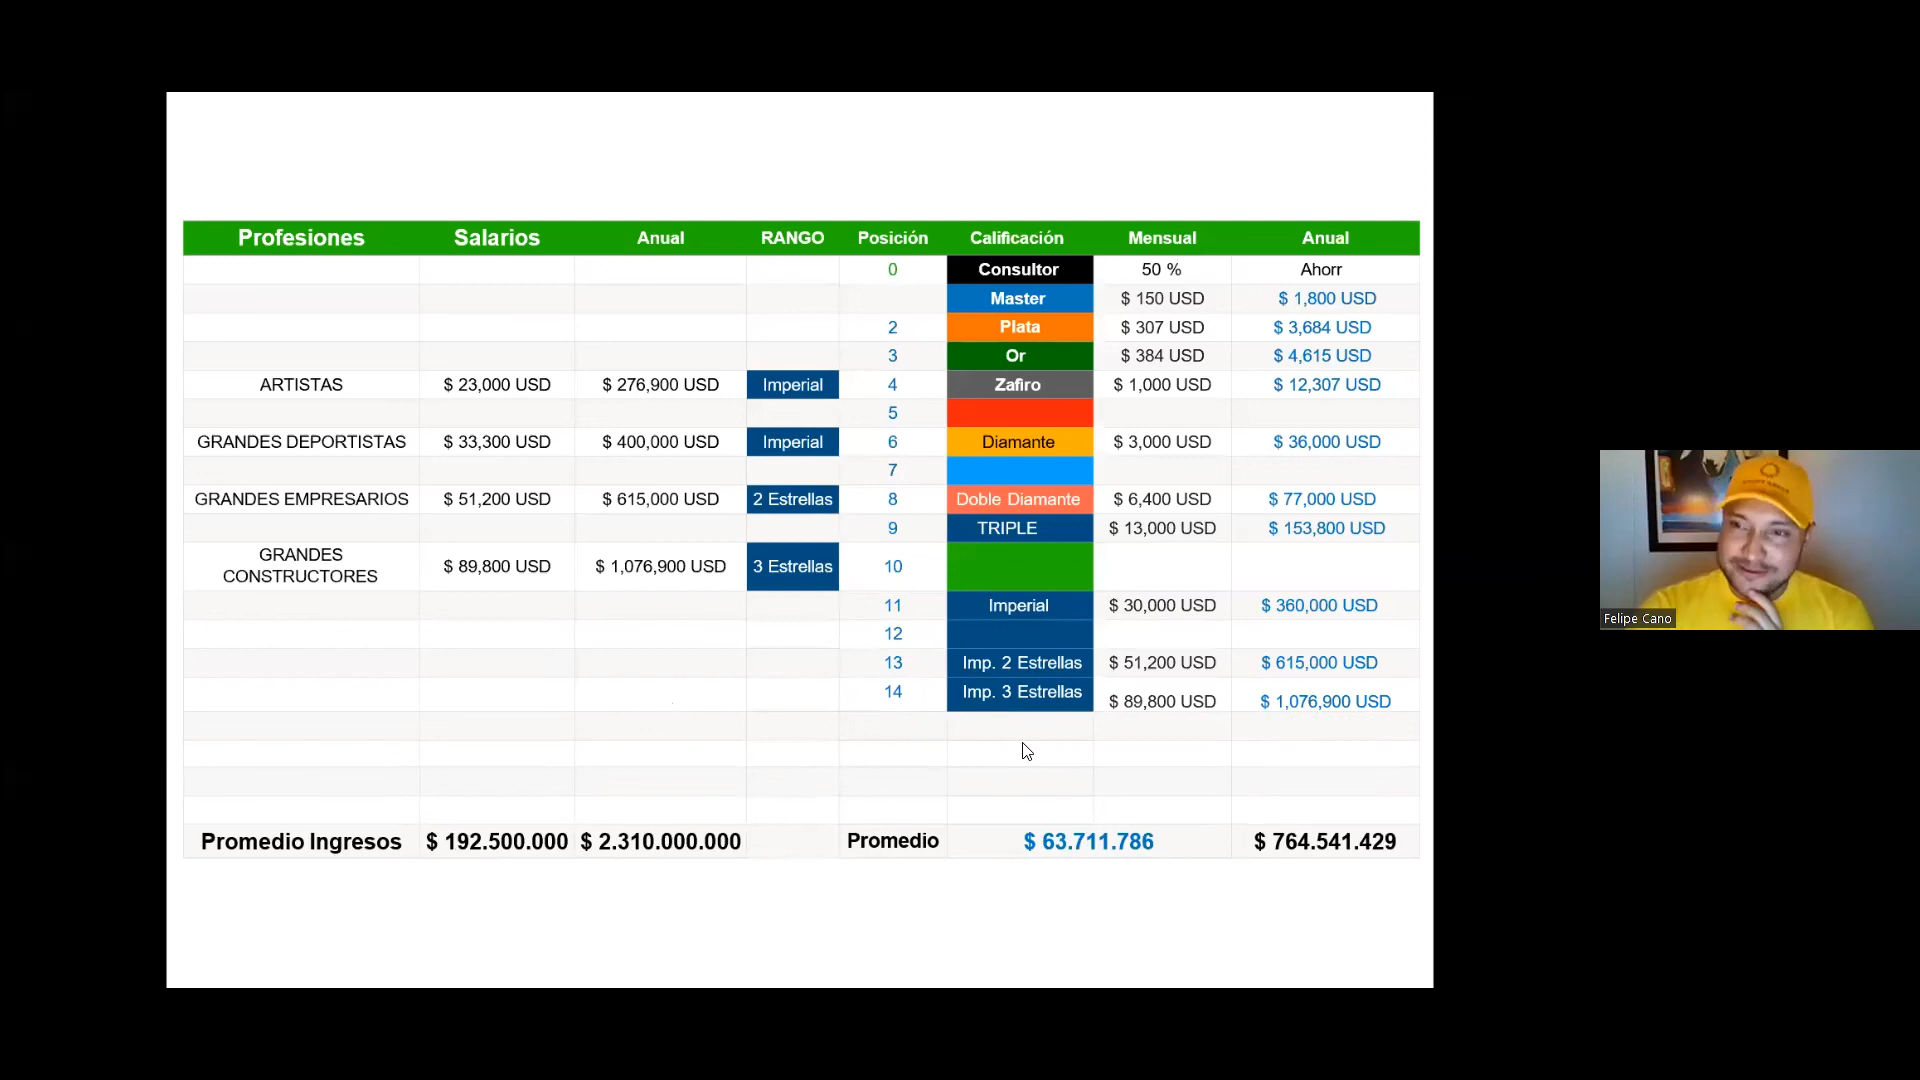 Profesiones Salarios Anual RANGO Posición Calificación Mensual Anual
0 Consultor 50 % Ahorr
Master $ 150 USD $ 1,800 USD
2 Plata $ 307 USD $ 3,684 USD
3 Or $ 384 USD $ 4,615 USD
ARTISTAS $ 23,000 USD $ 276,900 USD Imperial 4 Zafiro $ 1,000 USD $ 12,307 USD
5
GRANDES DEPORTISTAS $ 33,300 USD $ 400,000 USD Imperial 6 Diamante $ 3,000 USD $ 36,000 USD
7
GRANDES EMPRESARIOS $ 51,200 USD $ 615,000 USD 2 Estrellas 8 Doble Diamante $ 6,400 USD $ 77,000 USD
9 TRIPLE $ 13,000 USD $ 153,800 USD
GRANDES
CONSTRUCTORES $ 89,800 USD $ 1,076,900 USD 3 Estrellas 10
11 Imperial $ 30,000 USD $ 360,000 USD
12
13 Imp. 2 Estrellas $ 51,200 USD $ 615,000 USD
14 Imp. 3 Estrellas $ 89,800 USD $ 1,076,900 USD
Promedio Ingresos $ 192.500.000 $ 2.310.000.000 Promedio $ 63.711.786 $ 764.541.429
Felipe Cano